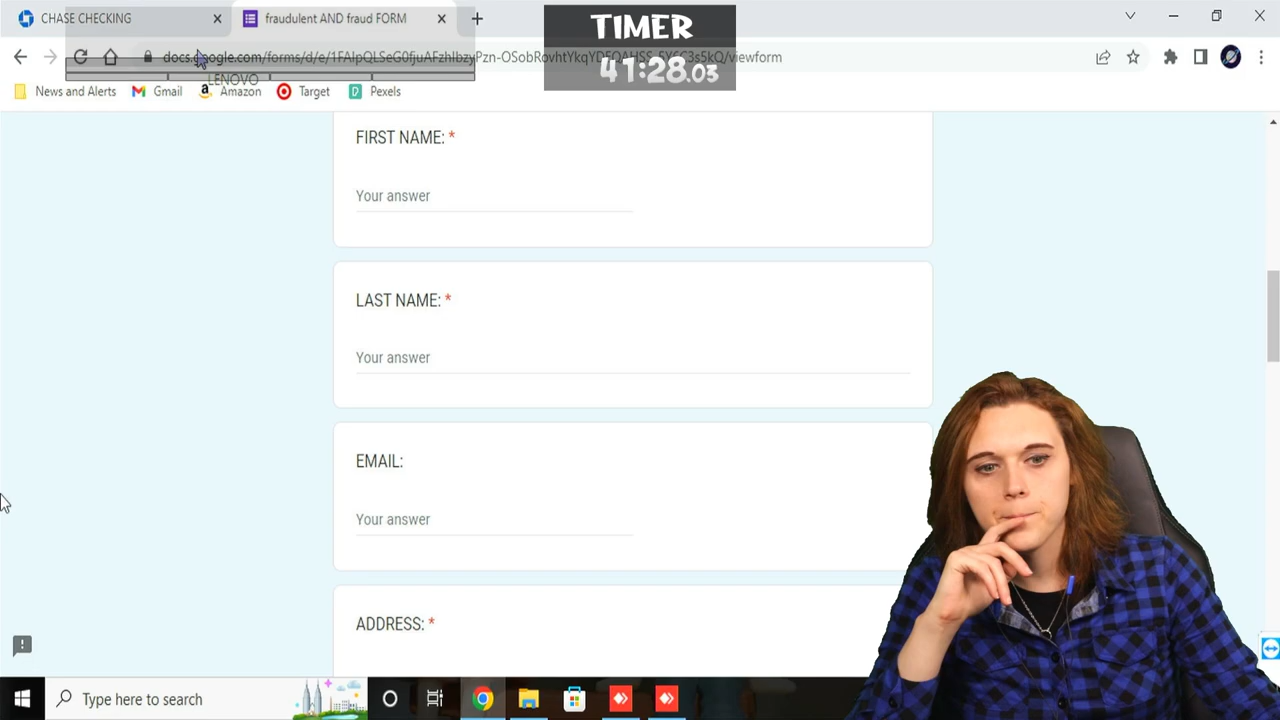 CHASE CHECKING
fraudulent AND fraud FORM
TIMER
41:28.03
LENOVO
News and Alerts
Gmail
Amazon
Target
Pexels
FIRST NAME: *
Your answer
LAST NAME: *
Your answer
EMAIL:
Your answer
ADDRESS: *
Type here to search